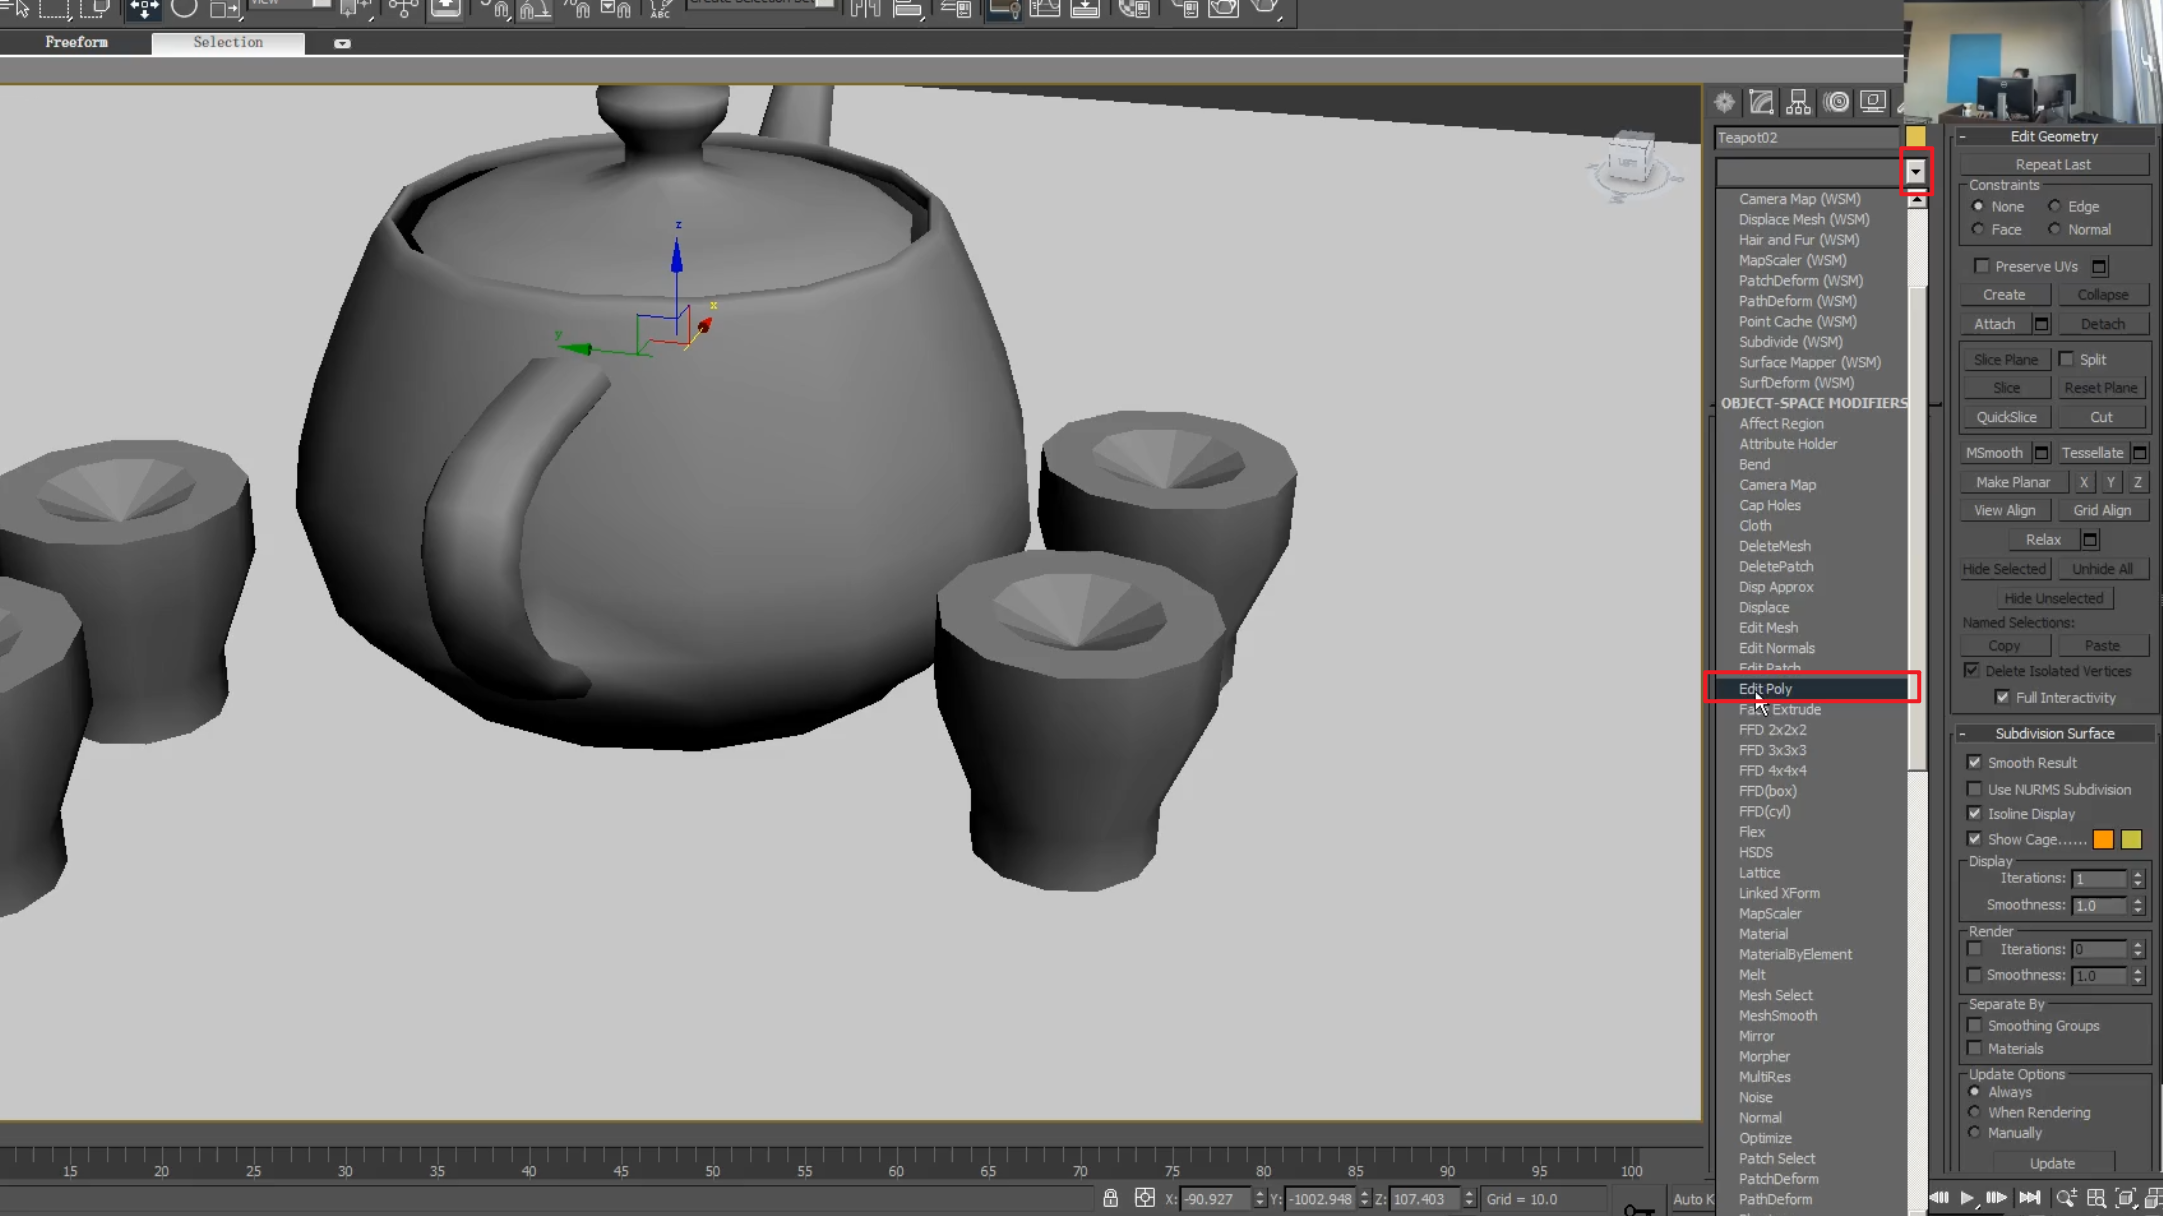 Freeform
Selection
Teapot02
Camera Map (WSM)
Displace Mesh (WSM)
Hair and Fur (WSM)
MapScaler (WSM)
PatchDeform (WSM)
PathDeform (WSM)
Point Cache (WSM)
Subdivide (WSM)
Surface Mapper (WSM)
SurfDeform (WSM)
OBJECT-SPACE MODIFIERS
Affect Region
Attribute Holder
Bend
Camera Map
Cap Holes
Cloth
DeleteMesh
DeletePatch
Disp Approx
Displace
Edit Mesh
Edit Normals
Edit Patch
Edit Poly
Face Extrude
FFD 2x2x2
FFD 3x3x3
FFD 4x4x4
FFD(box)
FFD(cyl)
Flex
HSDS
Lattice
Linked XForm
MapScaler
Material
MaterialByElement
Melt
Mesh Select
MeshSmooth
Mirror
Morpher
MultiRes
Noise
Normal
Optimize
Patch Select
PatchDeform
PathDeform
- Edit Geometry
Repeat Last
Constraints
None Edge
Face Normal
Preserve UVs
Create Collapse
Attach Detach
Slice Plane Split
Slice Reset Plane
QuickSlice Cut
MSmooth Tessellate
Make Planar X Y Z
View Align Grid Align
Relax
Hide Selected Unhide All
Hide Unselected
Named Selections:
Copy Paste
Delete Isolated Vertices
Full Interactivity
- Subdivision Surface
Smooth Result
Use NURMS Subdivision
Isoline Display
Show Cage......
Display
Iterations: 1
Smoothness: 1.0
Render
Iterations: 0
Smoothness: 1.0
Separate By
Smoothing Groups
Materials
Update Options
Always
When Rendering
Manually
Update
z
x
y
15 20 25 30 35 40 45 50 55 60 65 70 75 80 85 90 95 100
X: -90.927 Y: -1002.948 Z: 107.403 Grid = 10.0 Auto K